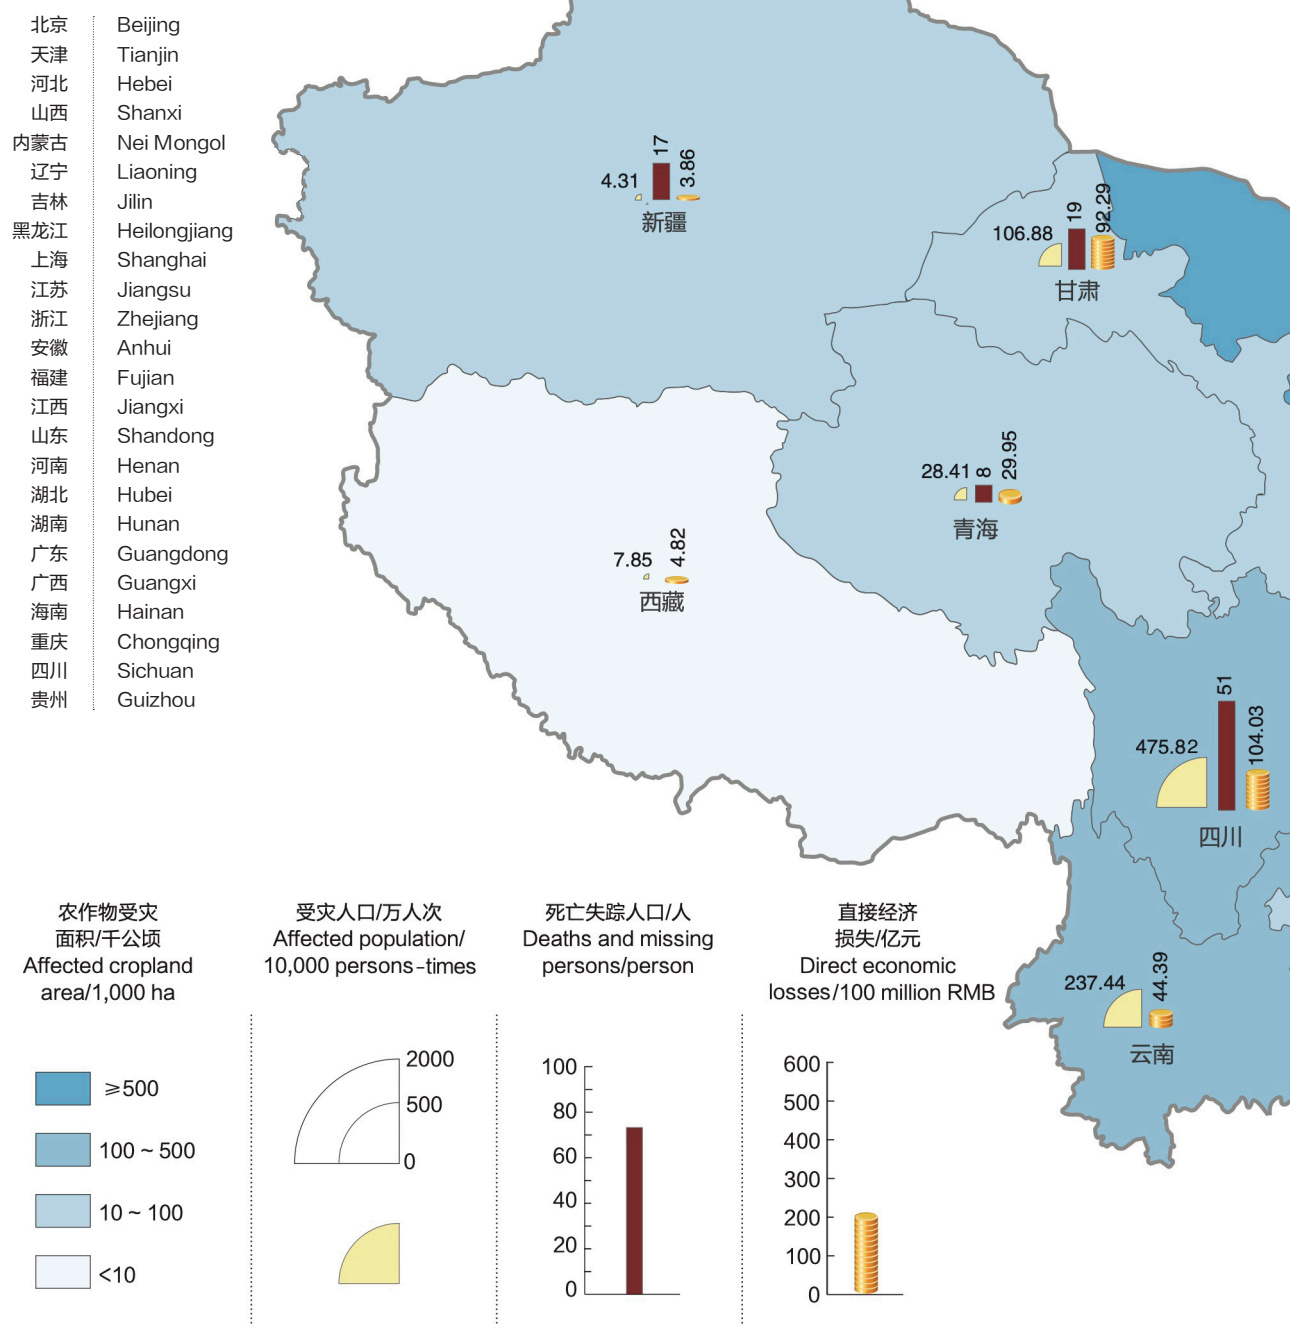 北京 Beijing
天津 Tianjin
河北 Hebei
山西 Shanxi
内蒙古 Nei Mongol
辽宁 Liaoning
吉林 Jilin
黑龙江 Heilongjiang
上海 Shanghai
江苏 Jiangsu
浙江 Zhejiang
安徽 Anhui
福建 Fujian
江西 Jiangxi
山东 Shandong
河南 Henan
湖北 Hubei
湖南 Hunan
广东 Guangdong
广西 Guangxi
海南 Hainan
重庆 Chongqing
四川 Sichuan
贵州 Guizhou
4.31 17 3.86
新疆
106.88 19 92.29
甘肃
28.41 8 29.95
青海
7.85 4.82
西藏
475.82 51 104.03
四川
237.44 44.39
云南
农作物受灾
面积/千公顷
Affected cropland
area/1,000 ha
≥500
100 ~ 500
10 ~ 100
<10
受灾人口/万人次
Affected population/
10,000 persons-times
2000
500
0
死亡失踪人口/人
Deaths and missing
persons/person
100
80
60
40
20
0
直接经济
损失/亿元
Direct economic
losses/100 million RMB
600
500
400
300
200
100
0